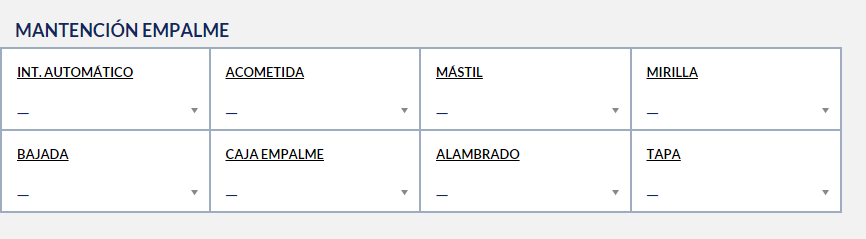 MANTENCIÓN EMPALME
INT. AUTOMÁTICO ACOMETIDA MÁSTIL MIRILLA
— — — —
BAJADA CAJA EMPALME ALAMBRADO TAPA
— — — —